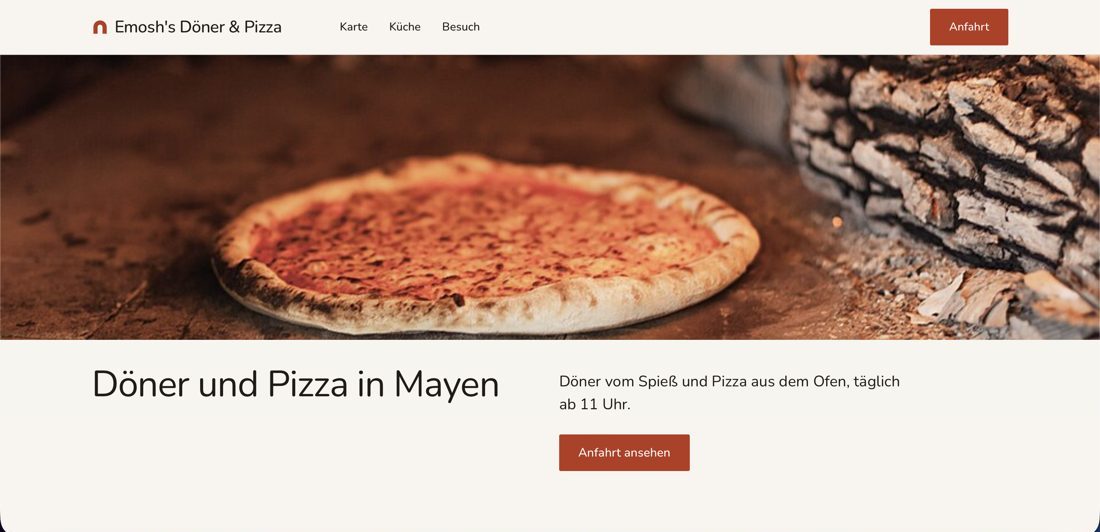 Emosh's Döner & Pizza
Karte
Küche
Besuch
Anfahrt
Döner und Pizza in Mayen
Döner vom Spieß und Pizza aus dem Ofen, täglich
ab 11 Uhr.
Anfahrt ansehen